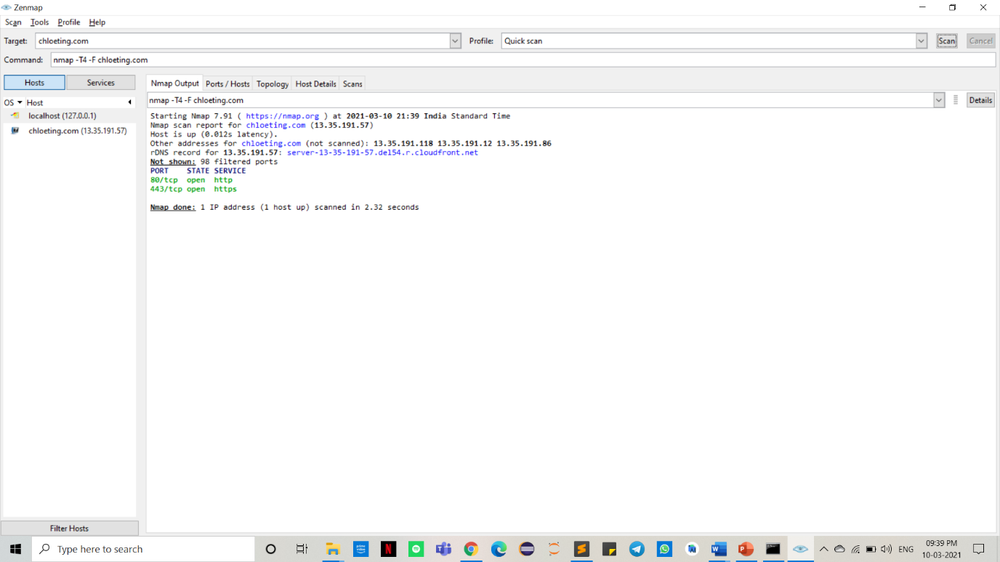 Zenmap
Scan Tools Profile Help
Target: chloeting.com Profile: Quick scan Scan Cancel
Command: nmap -T4 -F chloeting.com
Hosts Services
OS Host
localhost (127.0.0.1)
chloeting.com (13.35.191.57)
Filter Hosts
Nmap Output Ports / Hosts Topology Host Details Scans
nmap -T4 -F chloeting.com Details
Starting Nmap 7.91 ( https://nmap.org ) at 2021-03-10 21:39 India Standard Time
Nmap scan report for chloeting.com (13.35.191.57)
Host is up (0.012s latency).
Other addresses for chloeting.com (not scanned): 13.35.191.118 13.35.191.12 13.35.191.86
rDNS record for 13.35.191.57: server-13-35-191-57.del54.r.cloudfront.net
Not shown: 98 filtered ports
PORT STATE SERVICE
80/tcp open http
443/tcp open https
Nmap done: 1 IP address (1 host up) scanned in 2.32 seconds
Type here to search
prime video
ENG
09:39 PM
10-03-2021